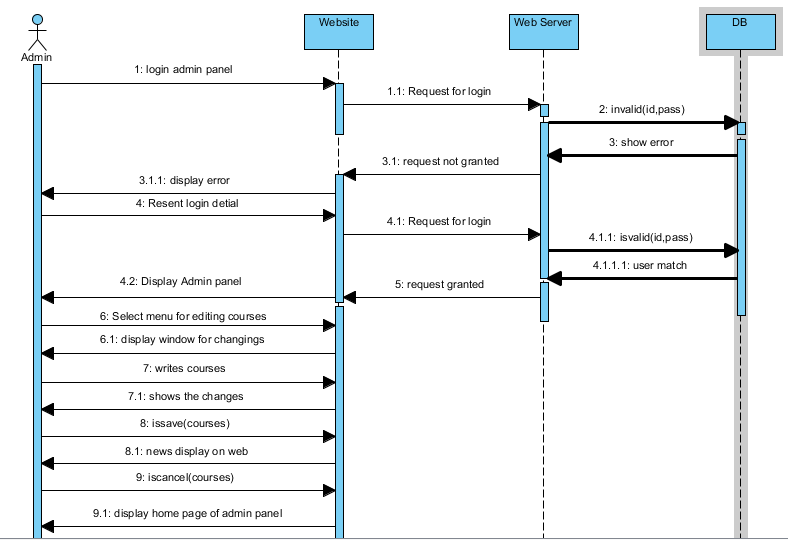 Website
Web Server
DB
Admin
1: login admin panel
1.1: Request for login
2: invalid(id,pass)
3: show error
3.1: request not granted
3.1.1: display error
4: Resent login detial
4.1: Request for login
4.1.1: isvalid(id,pass)
4.1.1.1: user match
4.2: Display Admin panel
5: request granted
6: Select menu for editing courses
6.1: display window for changings
7: writes courses
7.1: shows the changes
8: issave(courses)
8.1: news display on web
9: iscancel(courses)
9.1: display home page of admin panel